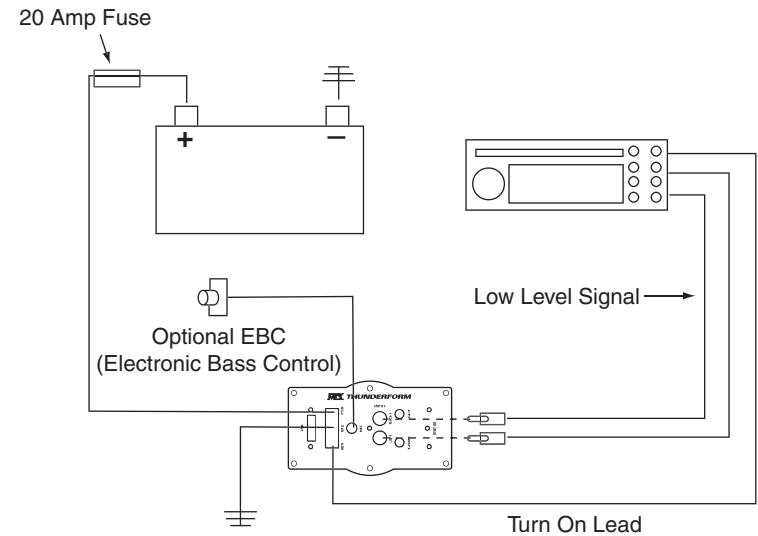 20 Amp Fuse
+
−
Low Level Signal
Optional EBC
(Electronic Bass Control)
MTX THUNDERFORM
Turn On Lead